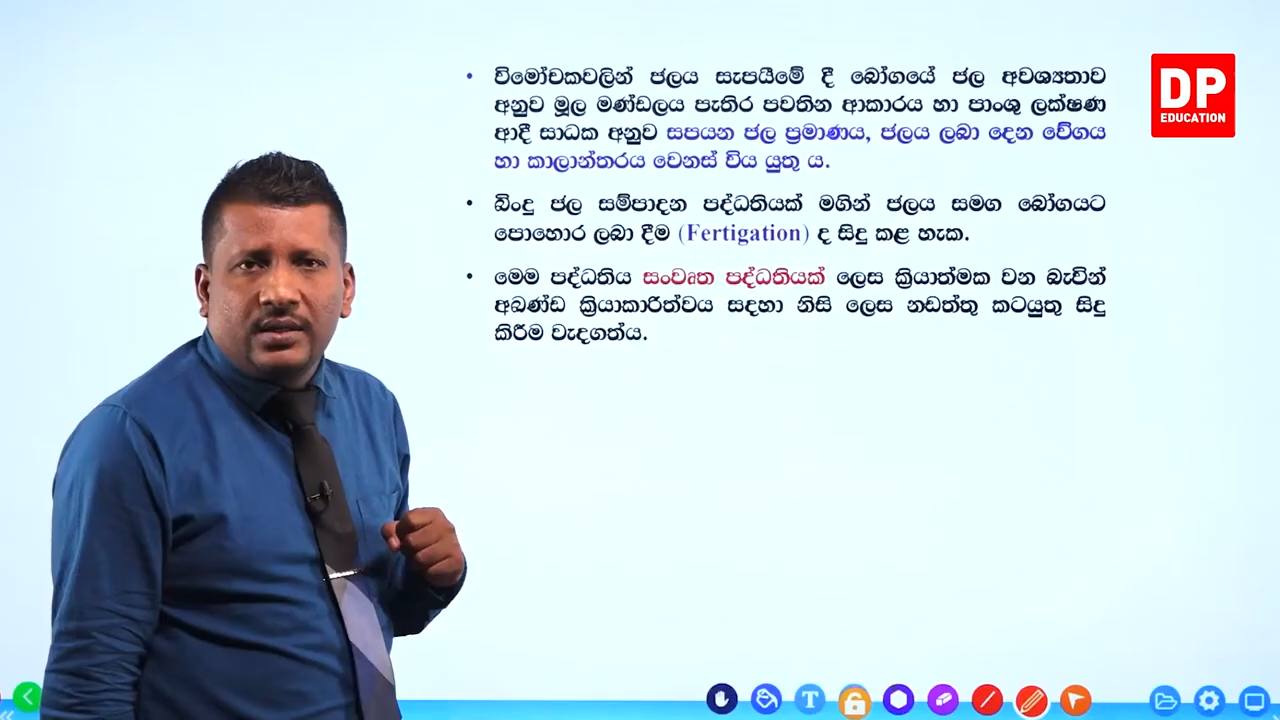 • විමෝචකවලින් ජලය සැපයීමේ දී බෝගයේ ජල අවශ්‍යතාව
අනුව මූල මණ්ඩලය පැතිර පවතින ආකාරය හා පාංශු ලක්ෂණ
ආදී සාධක අනුව සපයන ජල ප්‍රමාණය, ජලය ලබා දෙන වේගය
හා කාලාන්තරය වෙනස් විය යුතු ය.
• බිංදු ජල සම්පාදන පද්ධතියක් මගින් ජලය සමග බෝගයට
පොහොර ලබා දීම (Fertigation) ද සිදු කළ හැක.
• මෙම පද්ධතිය සංවෘත පද්ධතියක් ලෙස ක්‍රියාත්මක වන බැවින්
අඛණ්ඩ ක්‍රියාකාරිත්වය සදහා නිසි ලෙස නඩත්තු කටයුතු සිදු
කිරීම වැදගත්ය.
DP
EDUCATION
T